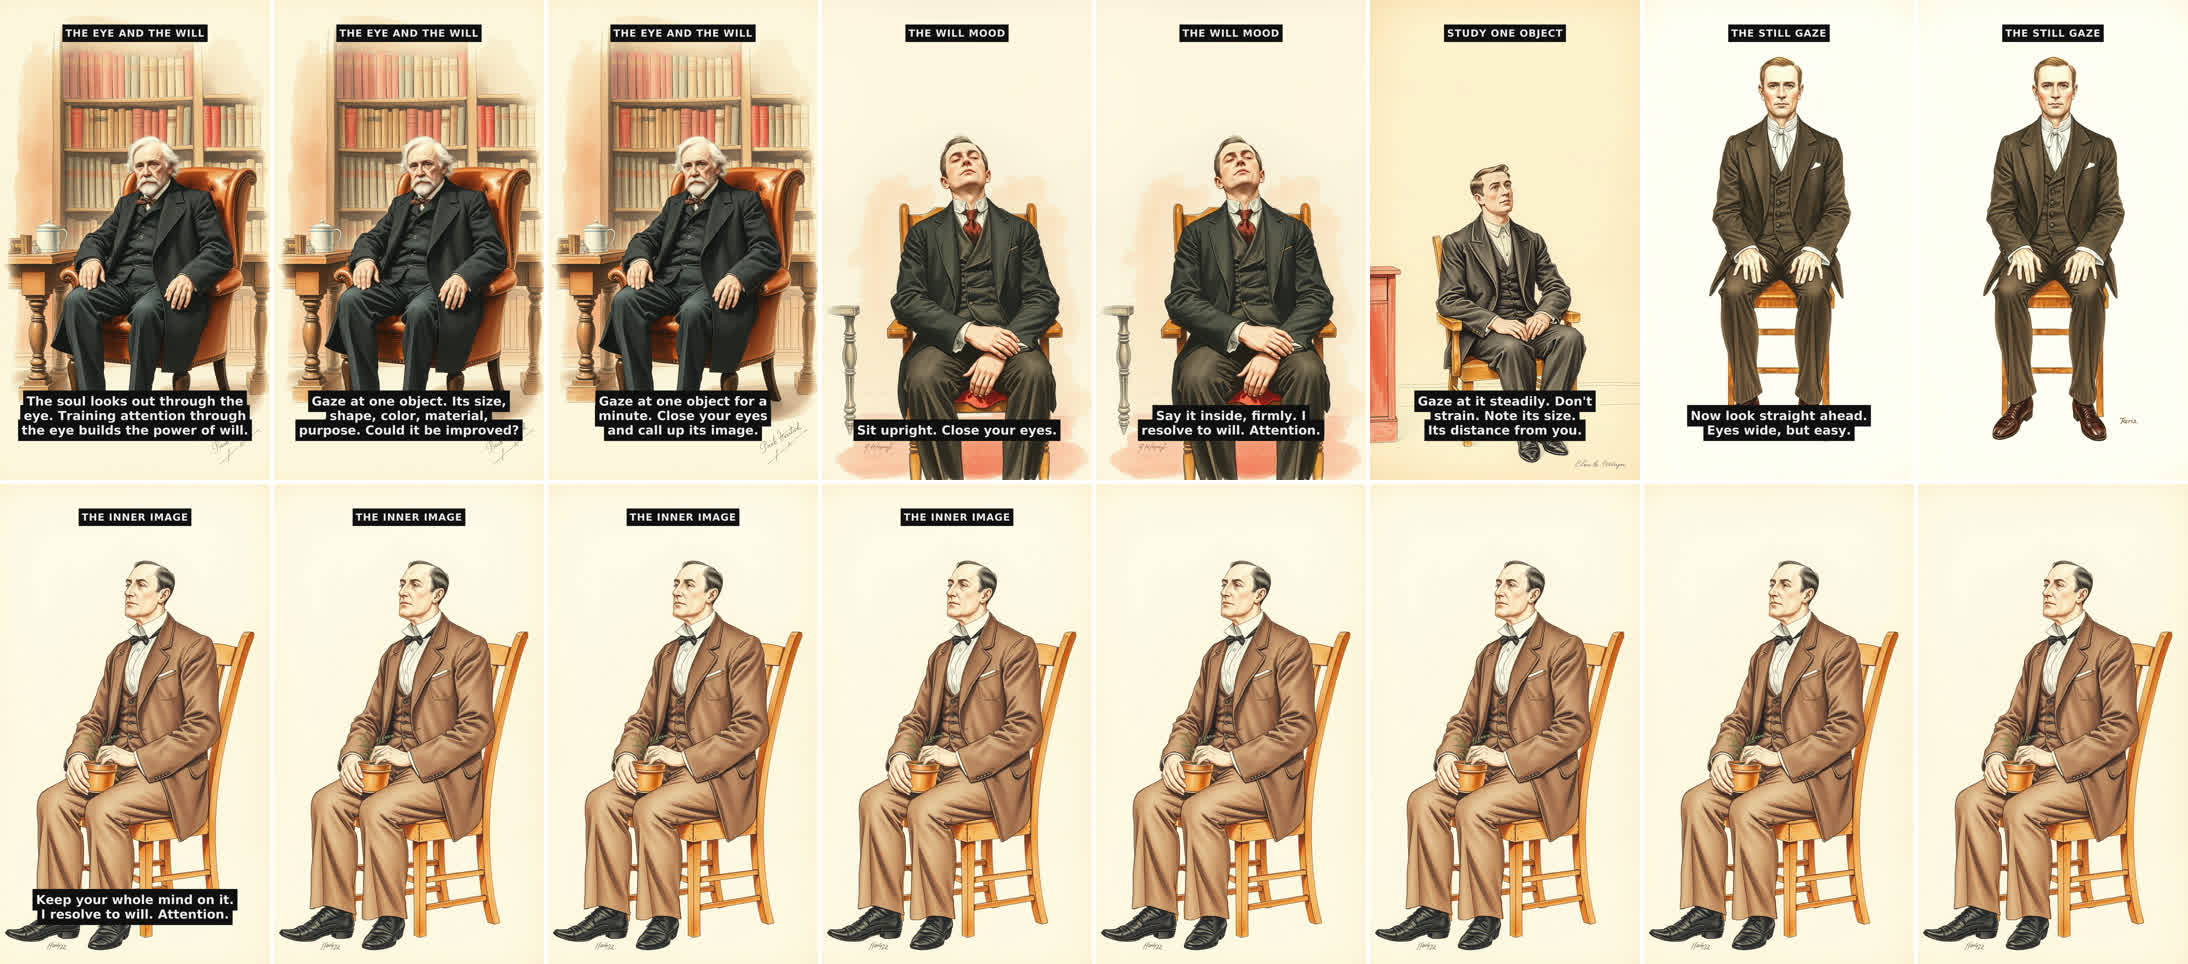 THE EYE AND THE WILL
The soul looks out through the
eye. Training attention through
the eye builds the power of will.
THE EYE AND THE WILL
Gaze at one object. Its size,
shape, color, material,
purpose. Could it be improved?
THE EYE AND THE WILL
Gaze at one object for a
minute. Close your eyes
and call up its image.
THE WILL MOOD
Sit upright. Close your eyes.
THE WILL MOOD
Say it inside, firmly. I
resolve to will. Attention.
STUDY ONE OBJECT
Gaze at it steadily. Don't
strain. Note its size.
Its distance from you.
THE STILL GAZE
Now look straight ahead.
Eyes wide, but easy.
THE STILL GAZE
THE INNER IMAGE
Keep your whole mind on it.
I resolve to will. Attention.
THE INNER IMAGE
THE INNER IMAGE
THE INNER IMAGE